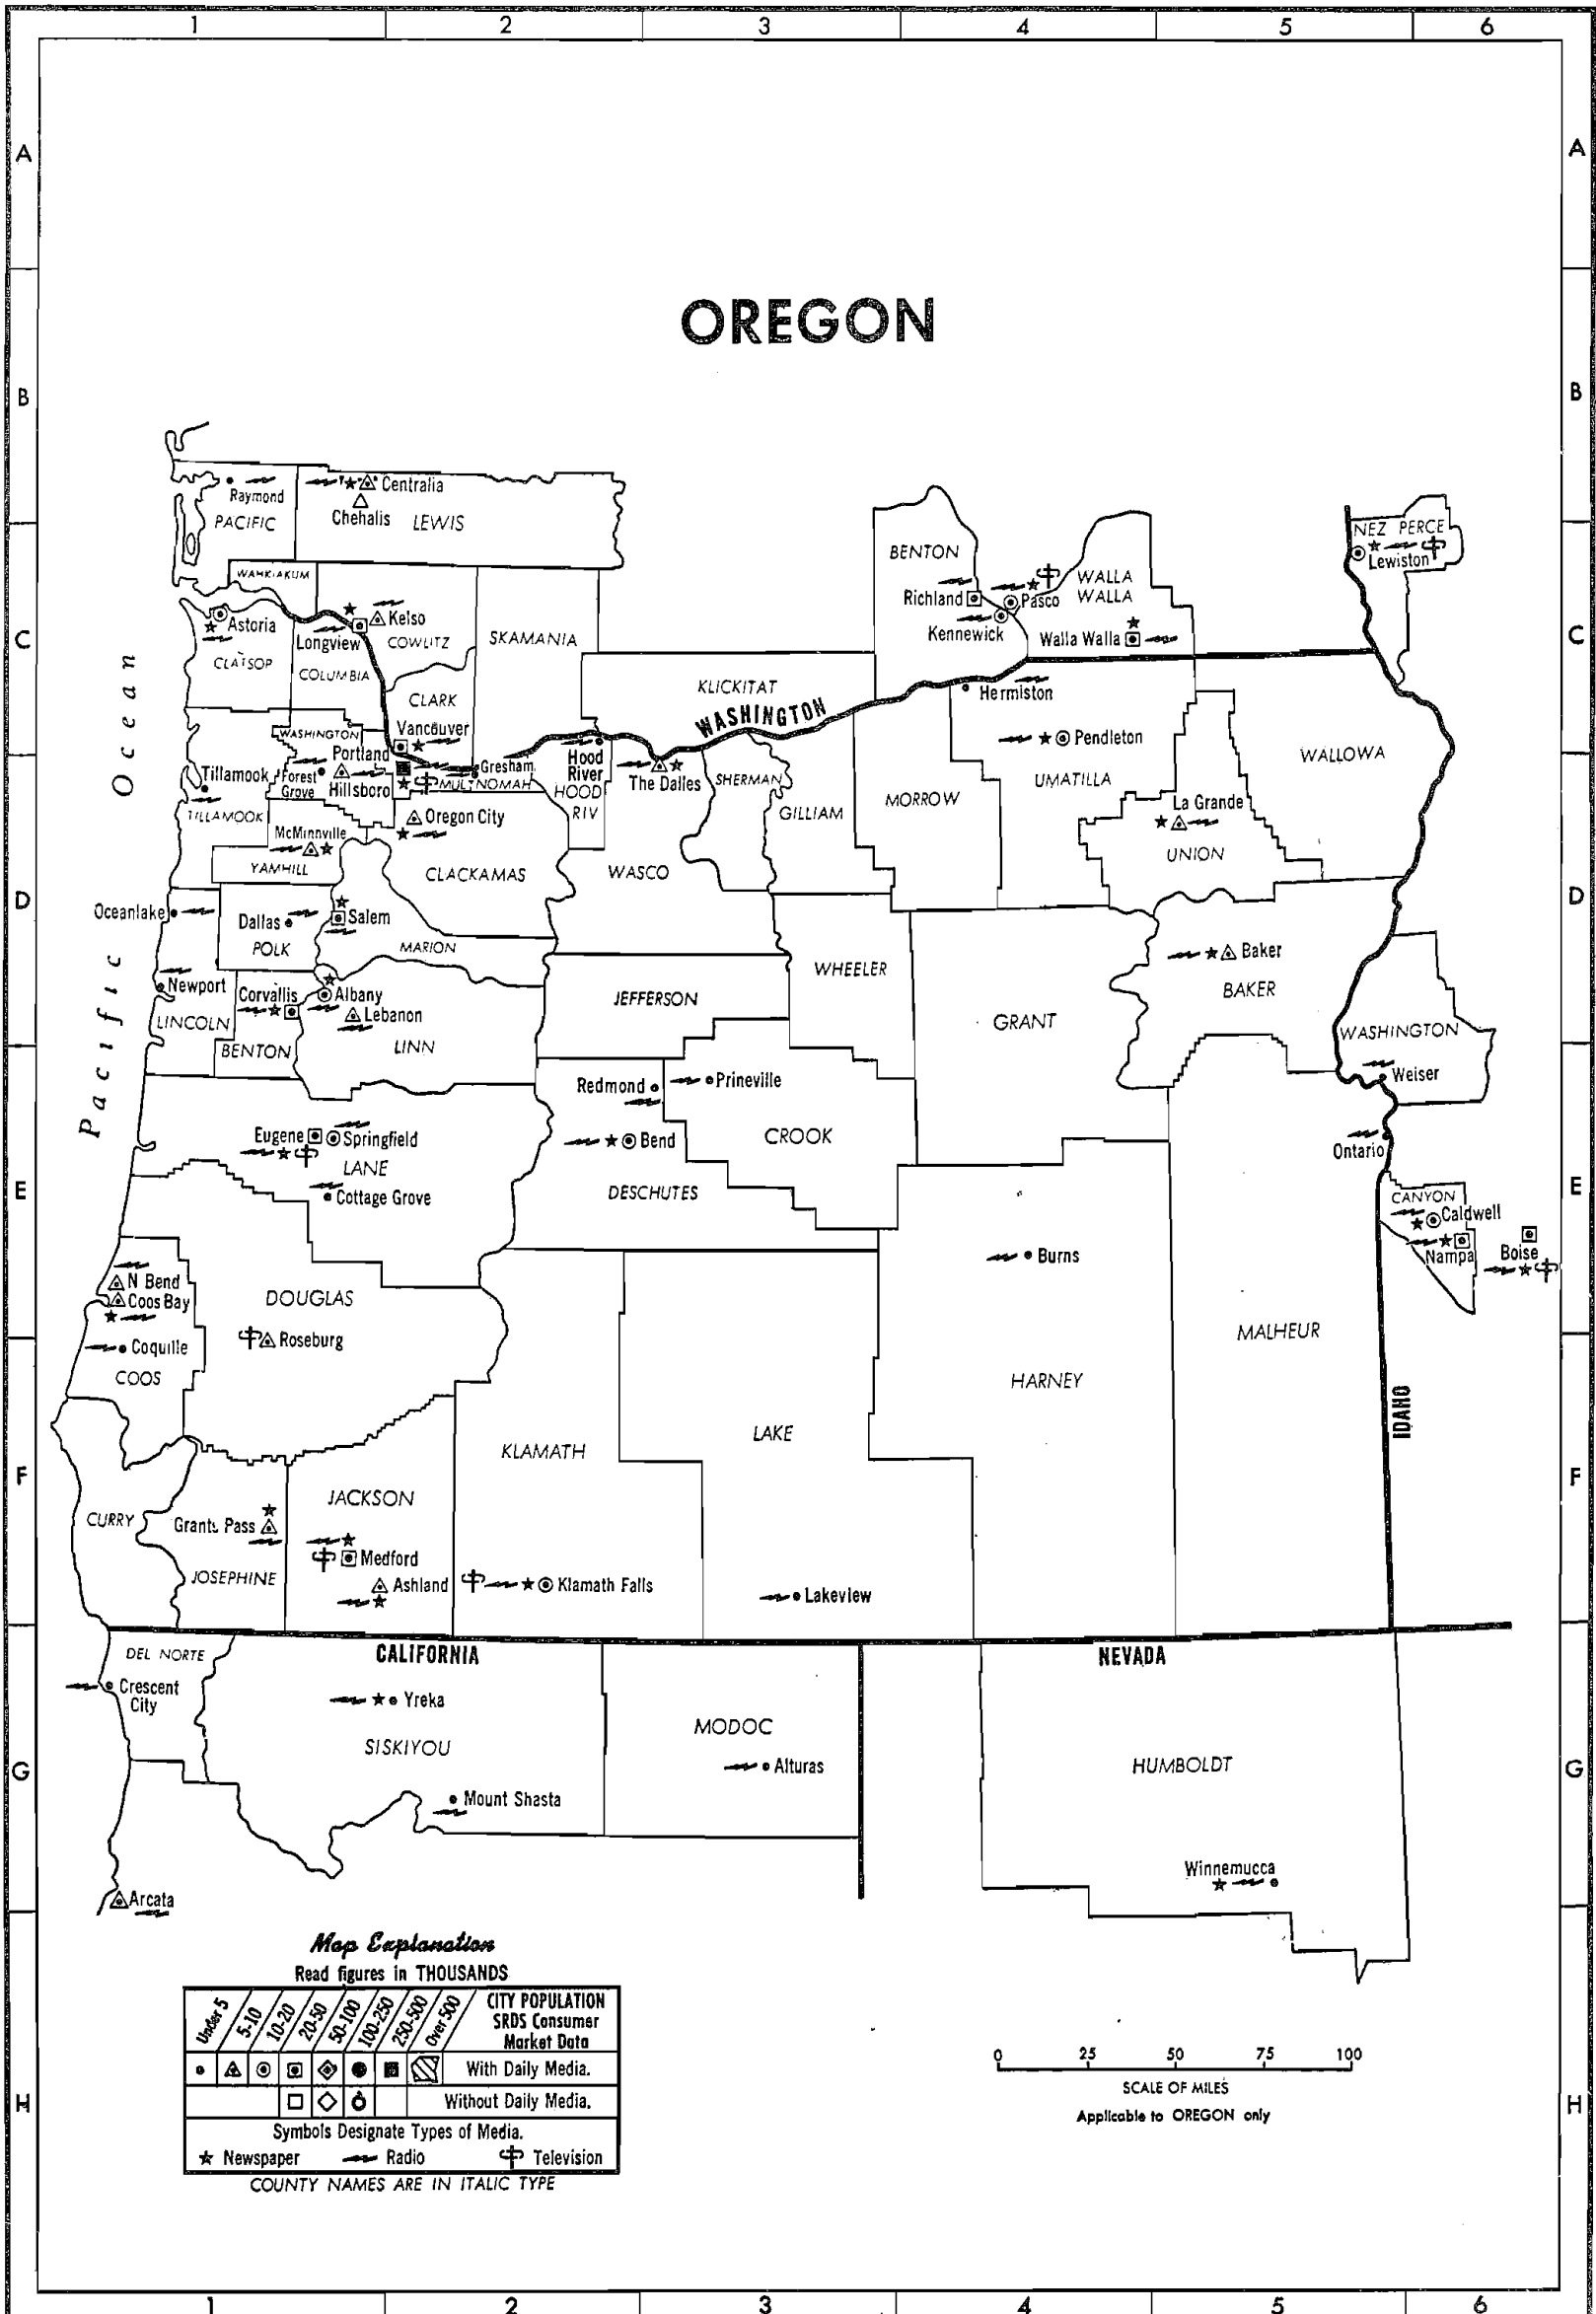 1 2 3 4 5 6
A A
OREGON
B B
Raymond
PACIFIC
Centralia
Chehalis
LEWIS
BENTON
NEZ PERCE
Lewiston
WAHKIAKUM
WALLA
WALLA
Richland
Pasco
Kennewick
Walla Walla
Astoria
Kelso
Longview
COWLITZ
SKAMANIA
C C
CLATSOP
COLUMBIA
KLICKITAT
CLARK
WASHINGTON
Hermiston
Vancouver
WASHINGTON
Portland
Pendleton
WALLOWA
Hood
River
Gresham
MULTNOMAH
HOOD
RIV
The Dalles
Tillamook
Forest
Grove
Hillsboro
SHERMAN
UMATILLA
MORROW
GILLIAM
La Grande
TILLAMOOK
Oregon City
McMinnville
YAMHILL
CLACKAMAS
WASCO
UNION
D D
Oceanlake
Dallas
Salem
POLK
MARION
Baker
BAKER
WHEELER
Newport
Corvallis
Albany
Lebanon
JEFFERSON
GRANT
LINCOLN
BENTON
LINN
WASHINGTON
Weiser
Pacific Ocean
Redmond
Prineville
Eugene
Springfield
LANE
Bend
CROOK
Ontario
E E
Cottage Grove
DESCHUTES
CANYON
Caldwell
Nampa
Boise
Burns
N Bend
Coos Bay
DOUGLAS
MALHEUR
Roseburg
Coquille
COOS
HARNEY
IDAHO
LAKE
KLAMATH
F F
JACKSON
CURRY
Grants Pass
Medford
JOSEPHINE
Ashland
Klamath Falls
Lakeview
DEL NORTE
CALIFORNIA
NEVADA
Crescent
City
Yreka
SISKIYOU
MODOC
Alturas
HUMBOLDT
G G
Mount Shasta
Winnemucca
Arcata
Map Explanation
Read figures in THOUSANDS
Under 5 5-10 10-20 20-50 50-100 100-250 250-500 Over 500
CITY POPULATION
SRDS Consumer
Market Data
With Daily Media.
Without Daily Media.
Symbols Designate Types of Media.
Newspaper Radio Television
COUNTY NAMES ARE IN ITALIC TYPE
0 25 50 75 100
SCALE OF MILES
Applicable to OREGON only
H H
1 2 3 4 5 6